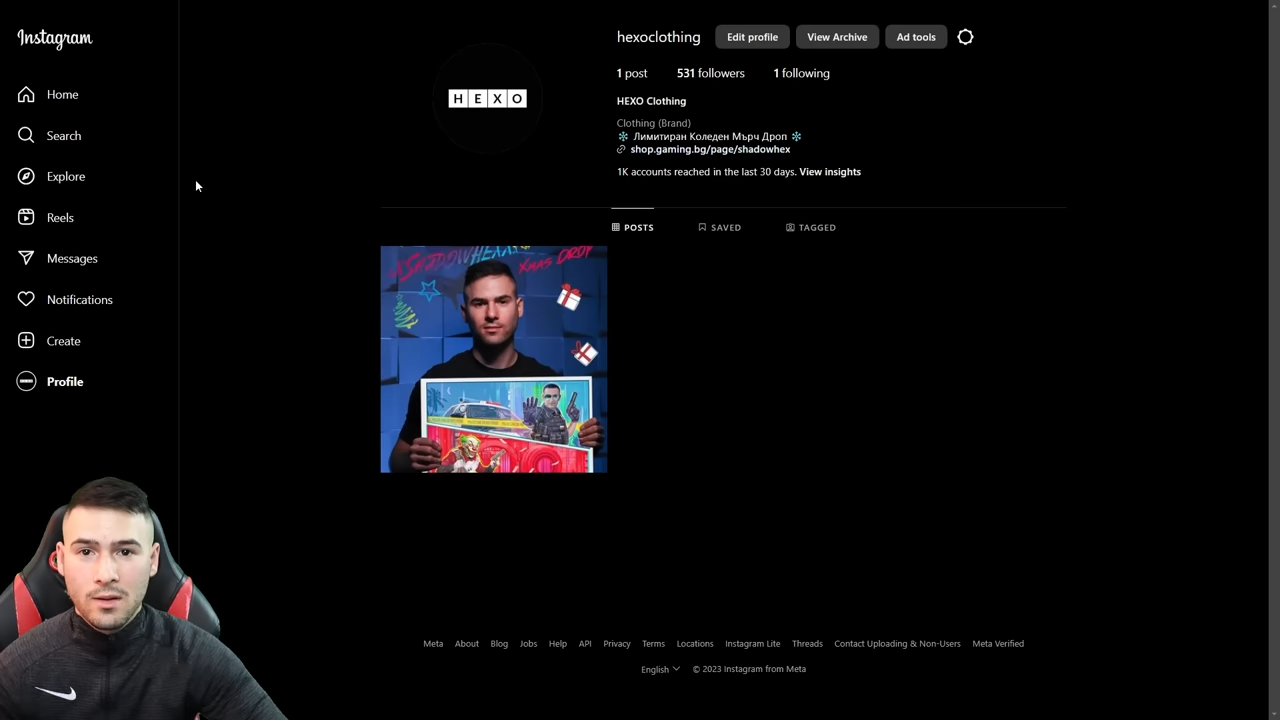 Instagram
Home
Search
Explore
Reels
Messages
Notifications
Create
Profile
HEXO
hexoclothing Edit profile View Archive Ad tools
1 post 531 followers 1 following
HEXO Clothing
Clothing (Brand)
❄️ Лимитиран Коледен Мърч Дроп ❄️
shop.gaming.bg/page/shadowhex
1K accounts reached in the last 30 days. View insights
POSTS SAVED TAGGED
XMAS DROP
Meta About Blog Jobs Help API Privacy Terms Locations Instagram Lite Threads Contact Uploading & Non-Users Meta Verified
English © 2023 Instagram from Meta